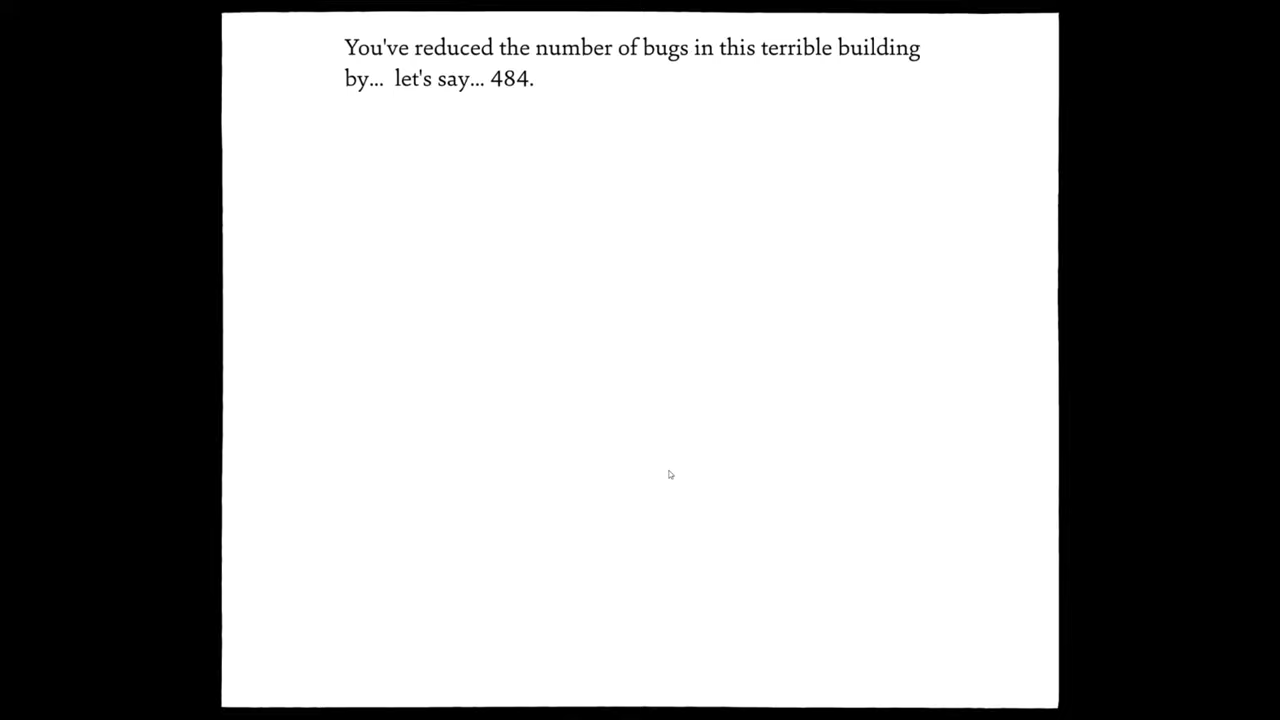 You've reduced the number of bugs in this terrible building
by...  let's say... 484.